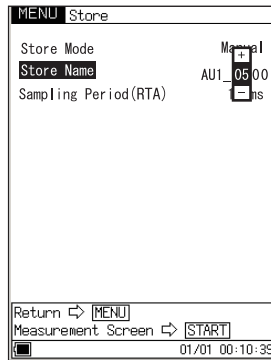 MENU Store
Store Mode Manual
+
Store Name AU1_0500
Sampling Period(RTA) ms
−
Return ⇨ MENU
Measurement Screen ⇨ START
01/01 00:10:39